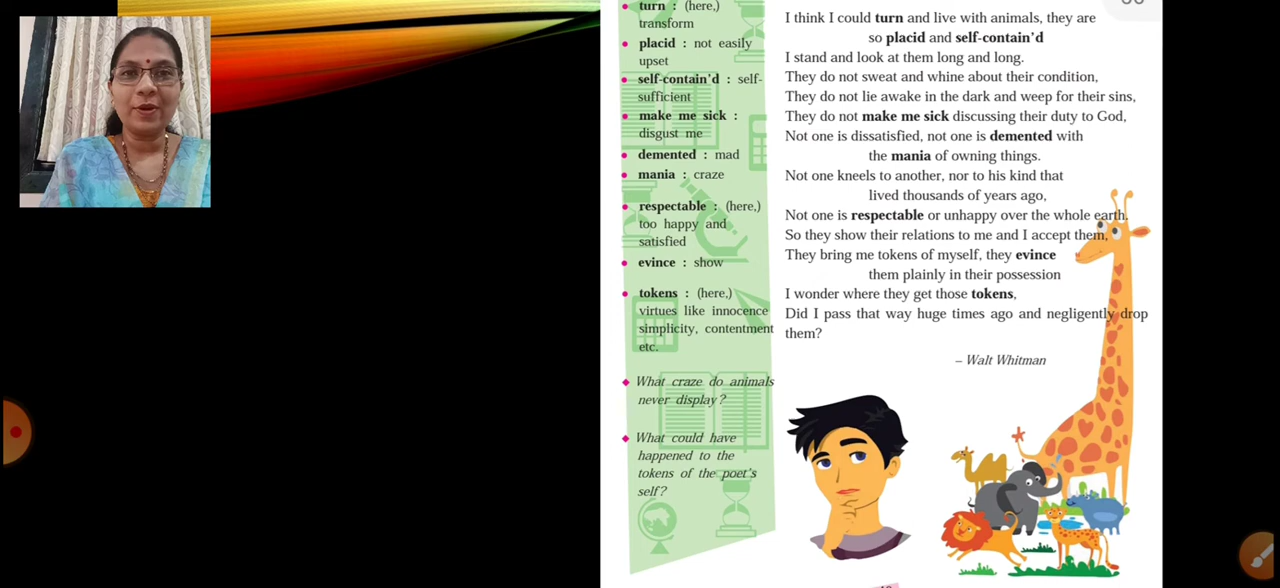 turn : (here,)
transform
placid : not easily
upset
self-contain'd : self-
sufficient
make me sick :
disgust me
demented : mad
mania : craze
respectable : (here,)
too happy and
satisfied
evince : show
tokens : (here,)
virtues like innocence
simplicity, contentment
etc.
What craze do animals
never display?
What could have
happened to the
tokens of the poet's
self?
I think I could turn and live with animals, they are
so placid and self-contain'd
I stand and look at them long and long.
They do not sweat and whine about their condition,
They do not lie awake in the dark and weep for their sins,
They do not make me sick discussing their duty to God,
Not one is dissatisfied, not one is demented with
the mania of owning things.
Not one kneels to another, nor to his kind that
lived thousands of years ago,
Not one is respectable or unhappy over the whole earth.
So they show their relations to me and I accept them,
They bring me tokens of myself, they evince
them plainly in their possession
I wonder where they get those tokens,
Did I pass that way huge times ago and negligently drop
them?
– Walt Whitman